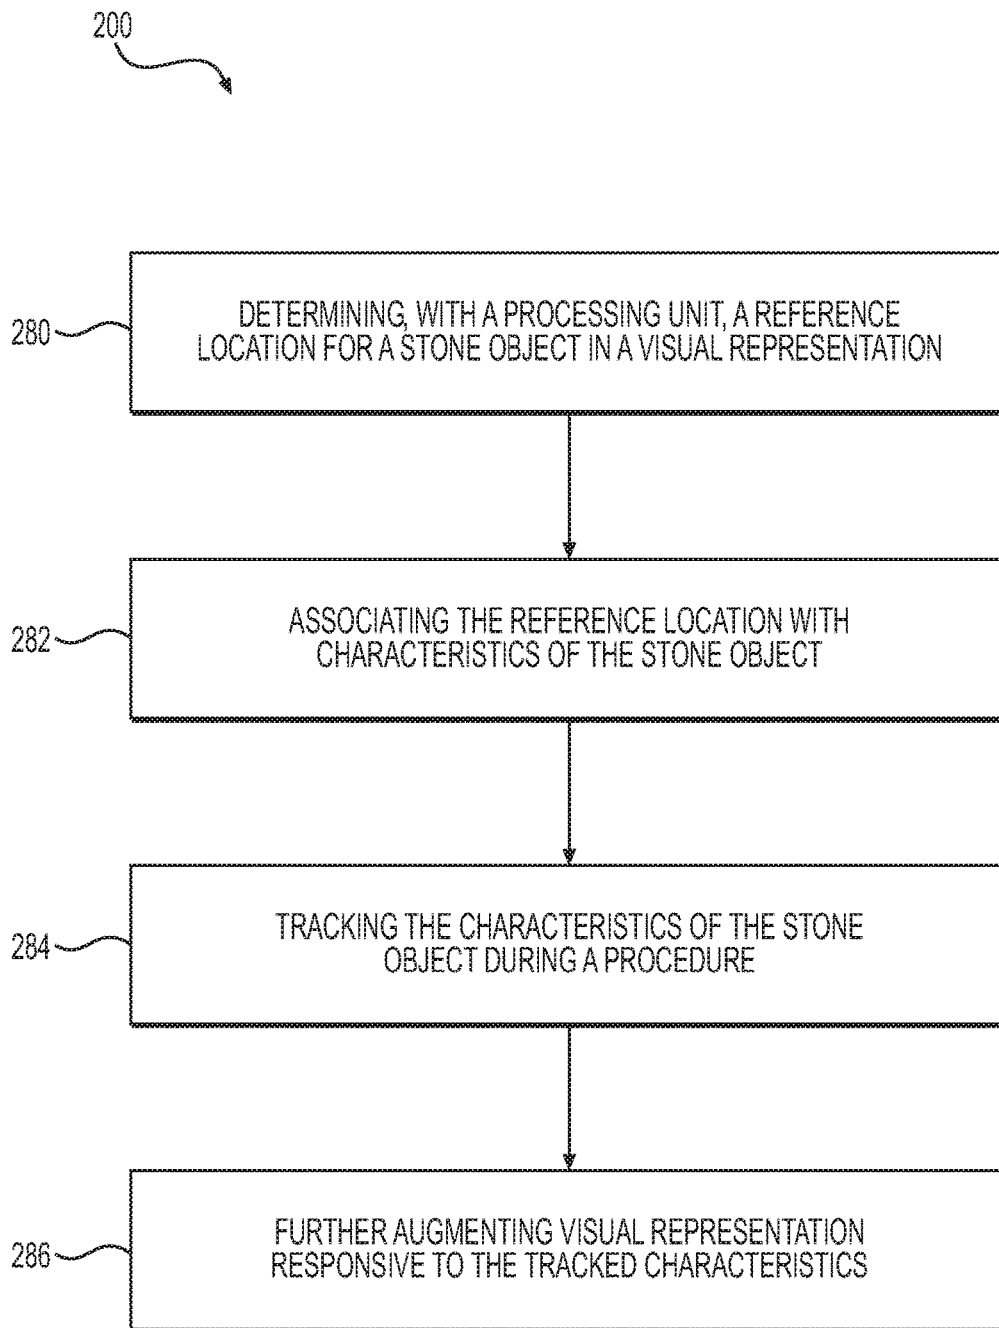 200
280
DETERMINING, WITH A PROCESSING UNIT, A REFERENCE
LOCATION FOR A STONE OBJECT IN A VISUAL REPRESENTATION
282
ASSOCIATING THE REFERENCE LOCATION WITH
CHARACTERISTICS OF THE STONE OBJECT
284
TRACKING THE CHARACTERISTICS OF THE STONE
OBJECT DURING A PROCEDURE
286
FURTHER AUGMENTING VISUAL REPRESENTATION
RESPONSIVE TO THE TRACKED CHARACTERISTICS